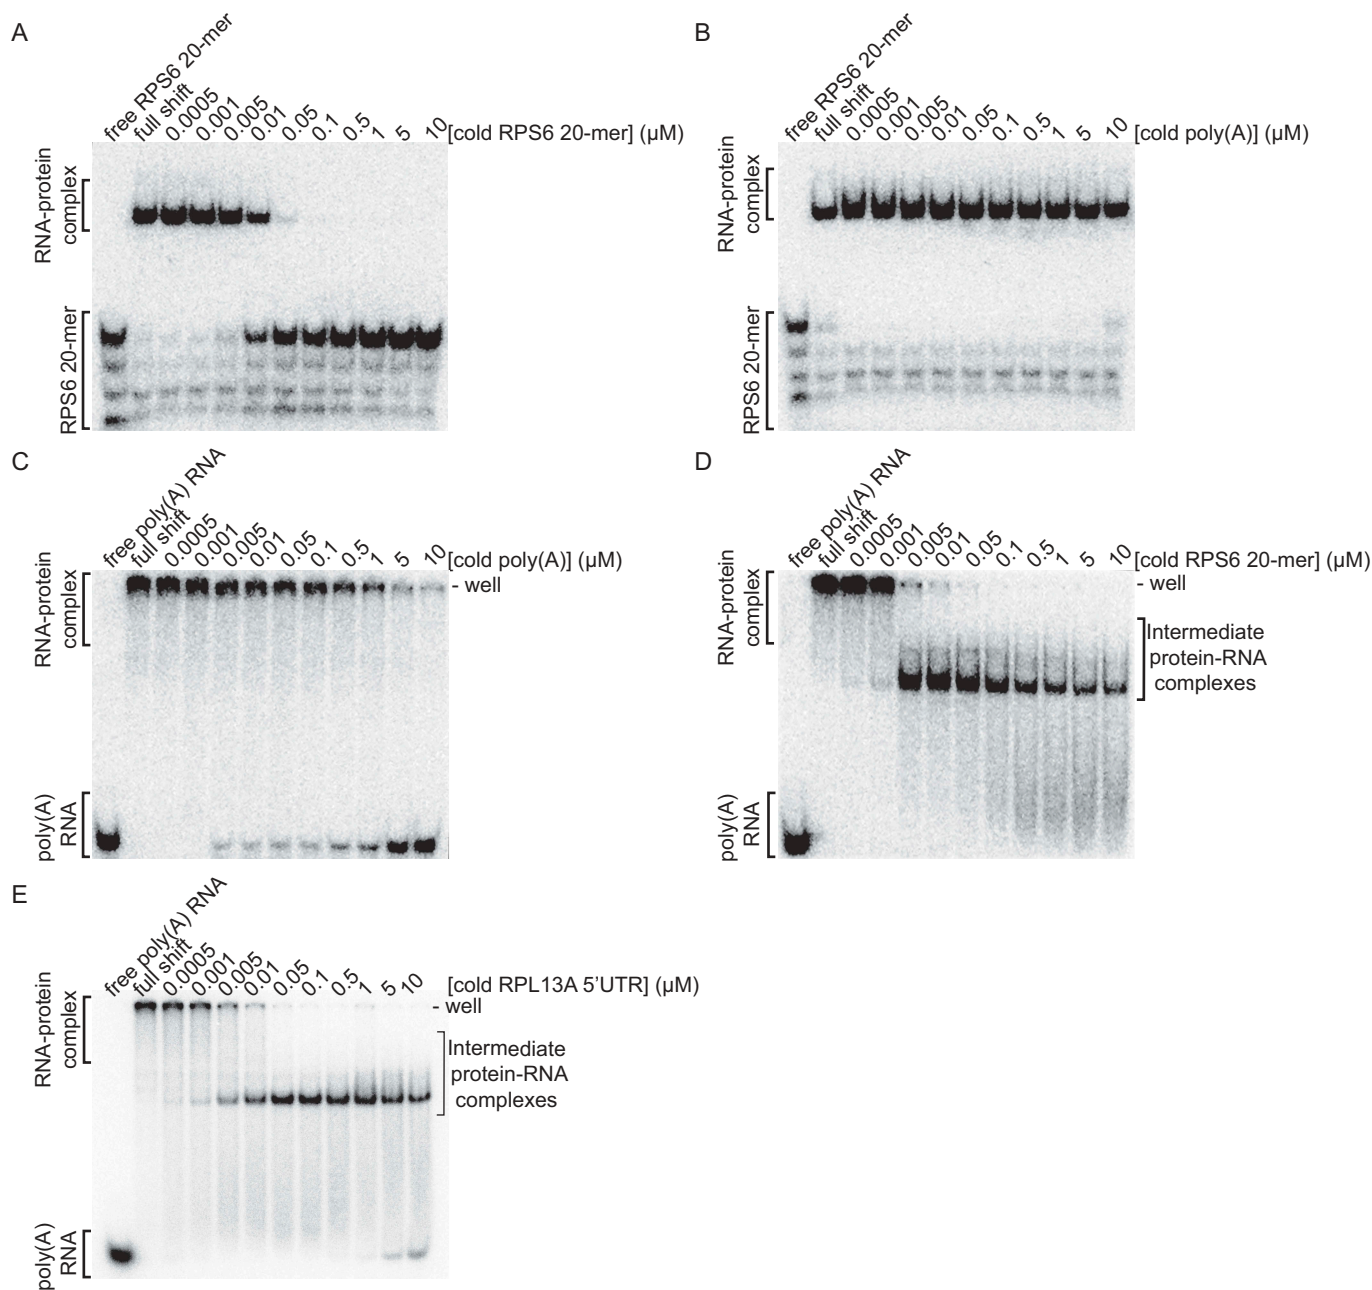 A
free RPS6 20-mer
full shift
0.0005
0.001
0.005
0.01
0.05
0.1
0.5
1
5
10
[cold RPS6 20-mer] (µM)
RNA-protein
complex
RPS6 20-mer
B
free RPS6 20-mer
full shift
0.0005
0.001
0.005
0.01
0.05
0.1
0.5
1
5
10
[cold poly(A)] (µM)
RNA-protein
complex
RPS6 20-mer
C
free poly(A) RNA
full shift
0.0005
0.001
0.005
0.01
0.05
0.1
0.5
1
5
10
[cold poly(A)] (µM)
- well
RNA-protein
complex
poly(A)
RNA
D
free poly(A) RNA
full shift
0.0005
0.001
0.005
0.01
0.05
0.1
0.5
1
5
10
[cold RPS6 20-mer] (µM)
- well
RNA-protein
complex
Intermediate
protein-RNA
complexes
poly(A)
RNA
E
free poly(A) RNA
full shift
0.0005
0.001
0.005
0.01
0.05
0.1
0.5
1
5
10
[cold RPL13A 5'UTR] (µM)
- well
RNA-protein
complex
Intermediate
protein-RNA
complexes
poly(A)
RNA